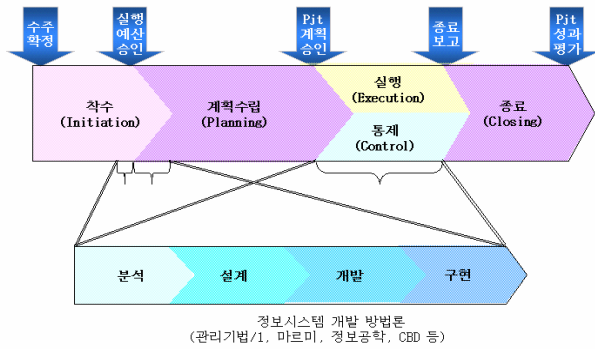 수주
확정
실행
예산
승인
Pjt
계획
승인
종료
보고
Pjt
성과
평가
착수
(Initiation)
계획수립
(Planning)
실행
(Execution)
통제
(Control)
종료
(Closing)
분석
설계
개발
구현
정보시스템 개발 방법론
(관리기법/1, 마르미, 정보공학, CBD 등)